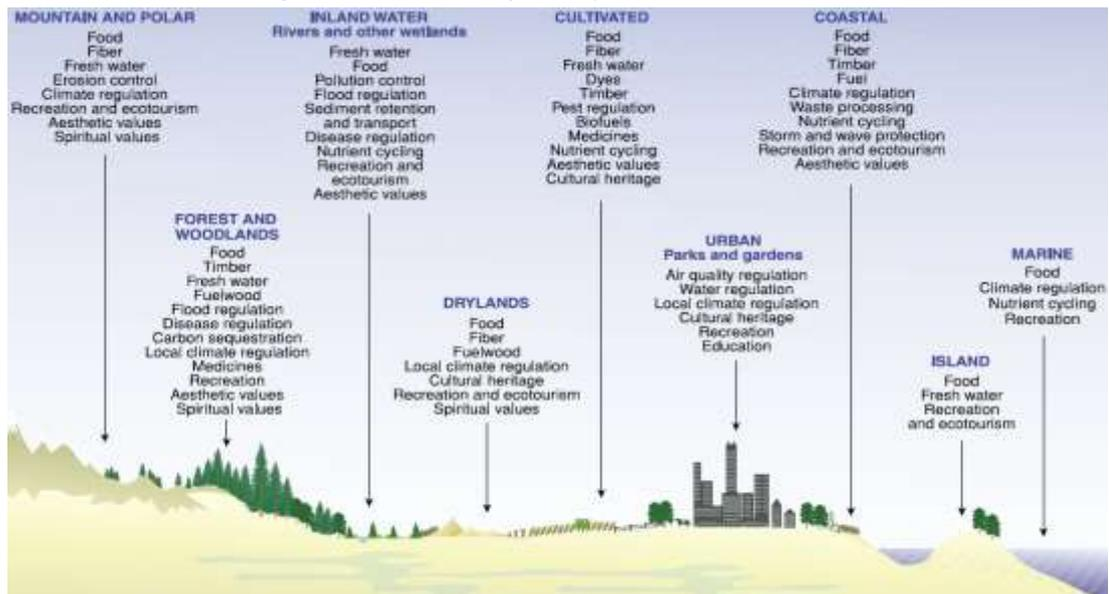 MOUNTAIN AND POLAR
Food
Fiber
Fresh water
Erosion control
Climate regulation
Recreation and ecotourism
Aesthetic values
Spiritual values
INLAND WATER
Rivers and other wetlands
Fresh water
Food
Pollution control
Flood regulation
Sediment retention
and transport
Disease regulation
Nutrient cycling
Recreation and
ecotourism
Aesthetic values
CULTIVATED
Food
Fiber
Fresh water
Dyes
Timber
Pest regulation
Biofuels
Medicines
Nutrient cycling
Aesthetic values
Cultural heritage
COASTAL
Food
Fiber
Timber
Fuel
Climate regulation
Waste processing
Nutrient cycling
Storm and wave protection
Recreation and ecotourism
Aesthetic values
FOREST AND
WOODLANDS
Food
Timber
Fresh water
Fuelwood
Flood regulation
Disease regulation
Carbon sequestration
Local climate regulation
Medicines
Recreation
Aesthetic values
Spiritual values
DRYLANDS
Food
Fiber
Fuelwood
Local climate regulation
Cultural heritage
Recreation and ecotourism
Spiritual values
URBAN
Parks and gardens
Air quality regulation
Water regulation
Local climate regulation
Cultural heritage
Recreation
Education
MARINE
Food
Climate regulation
Nutrient cycling
Recreation
ISLAND
Food
Fresh water
Recreation
and ecotourism